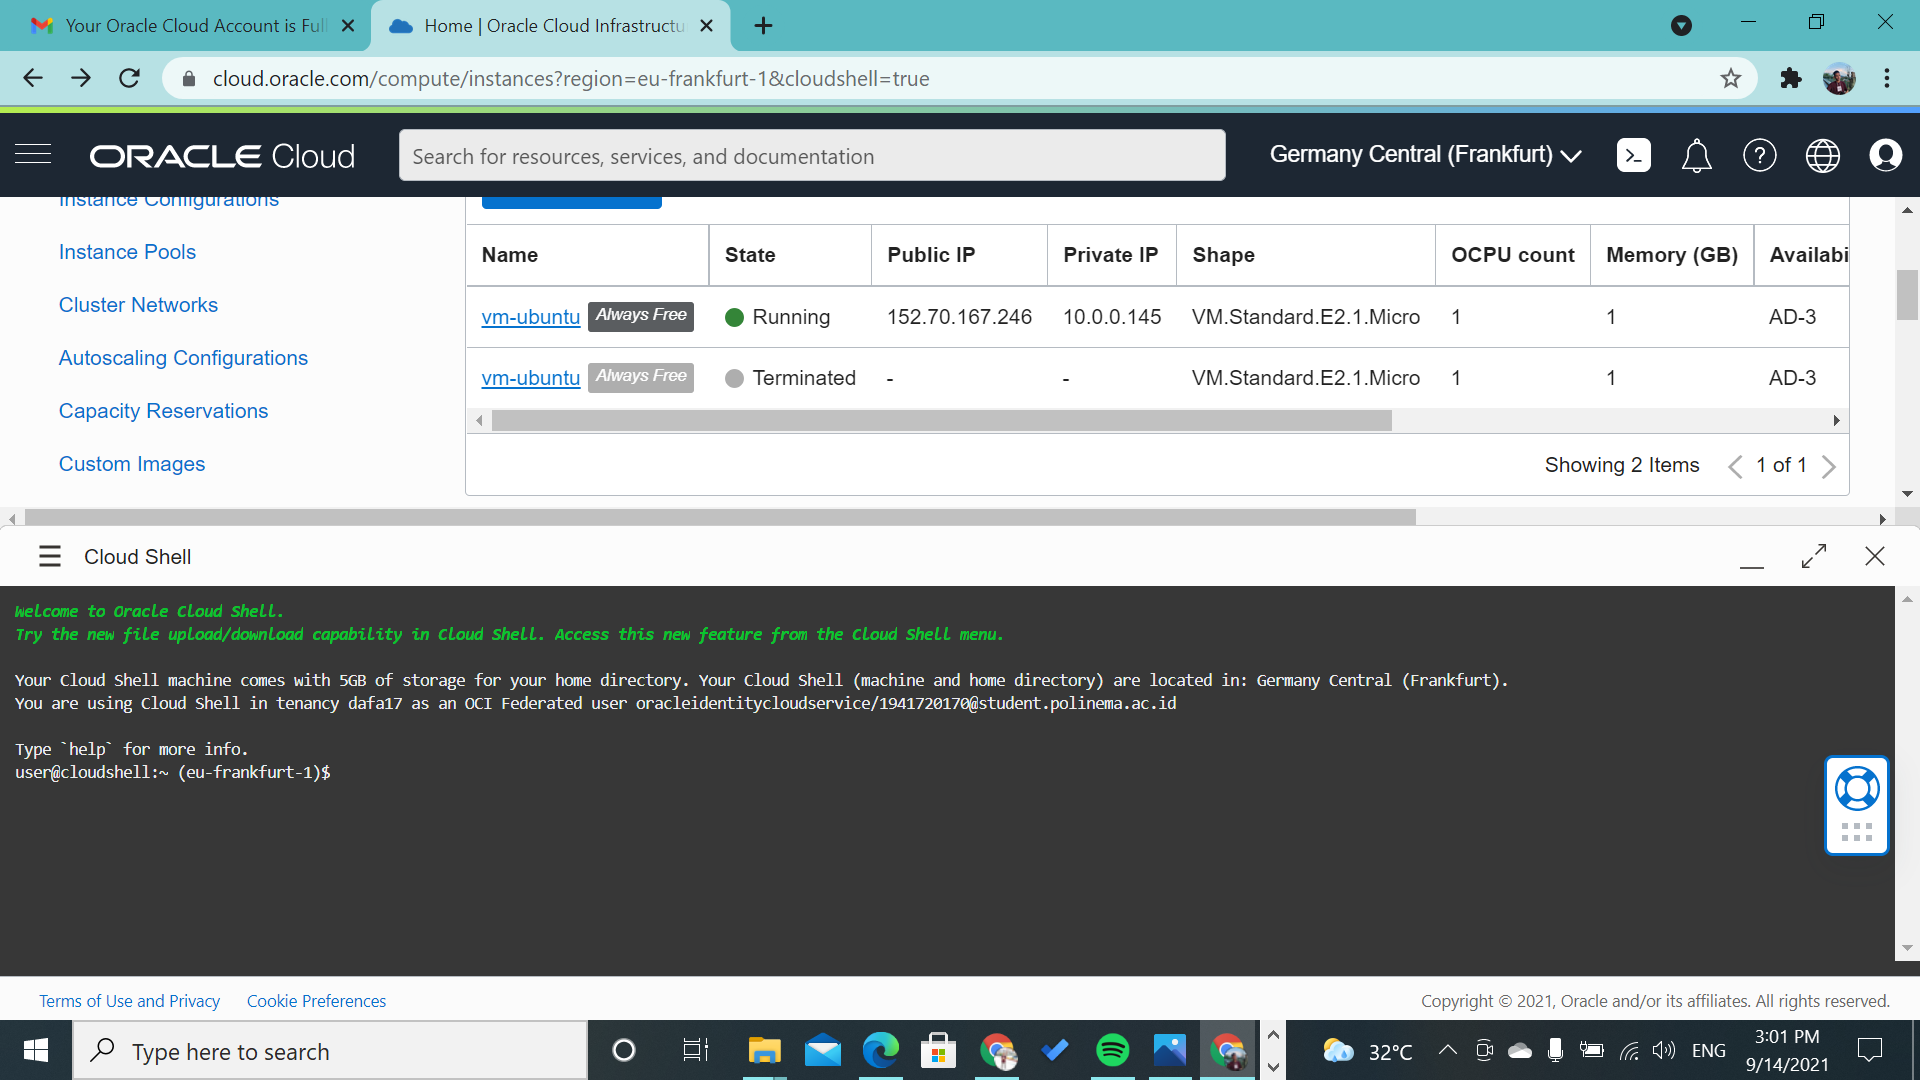 Your Oracle Cloud Account is Full
Home | Oracle Cloud Infrastructu
cloud.oracle.com/compute/instances?region=eu-frankfurt-1&cloudshell=true
ORACLE Cloud
Search for resources, services, and documentation
Germany Central (Frankfurt)
Instance Configurations
Instance Pools
Cluster Networks
Autoscaling Configurations
Capacity Reservations
Custom Images
Name State Public IP Private IP Shape OCPU count Memory (GB) Availabi
vm-ubuntu Always Free Running 152.70.167.246 10.0.0.145 VM.Standard.E2.1.Micro 1 1 AD-3
vm-ubuntu Always Free Terminated - - VM.Standard.E2.1.Micro 1 1 AD-3
Showing 2 Items 1 of 1
Cloud Shell
Welcome to Oracle Cloud Shell.
Try the new file upload/download capability in Cloud Shell. Access this new feature from the Cloud Shell menu.
Your Cloud Shell machine comes with 5GB of storage for your home directory. Your Cloud Shell (machine and home directory) are located in: Germany Central (Frankfurt).
You are using Cloud Shell in tenancy dafa17 as an OCI Federated user oracleidentitycloudservice/1941720170@student.polinema.ac.id
Type `help` for more info.
user@cloudshell:~ (eu-frankfurt-1)$
Terms of Use and Privacy Cookie Preferences
Copyright © 2021, Oracle and/or its affiliates. All rights reserved.
Type here to search
32°C
ENG
3:01 PM
9/14/2021